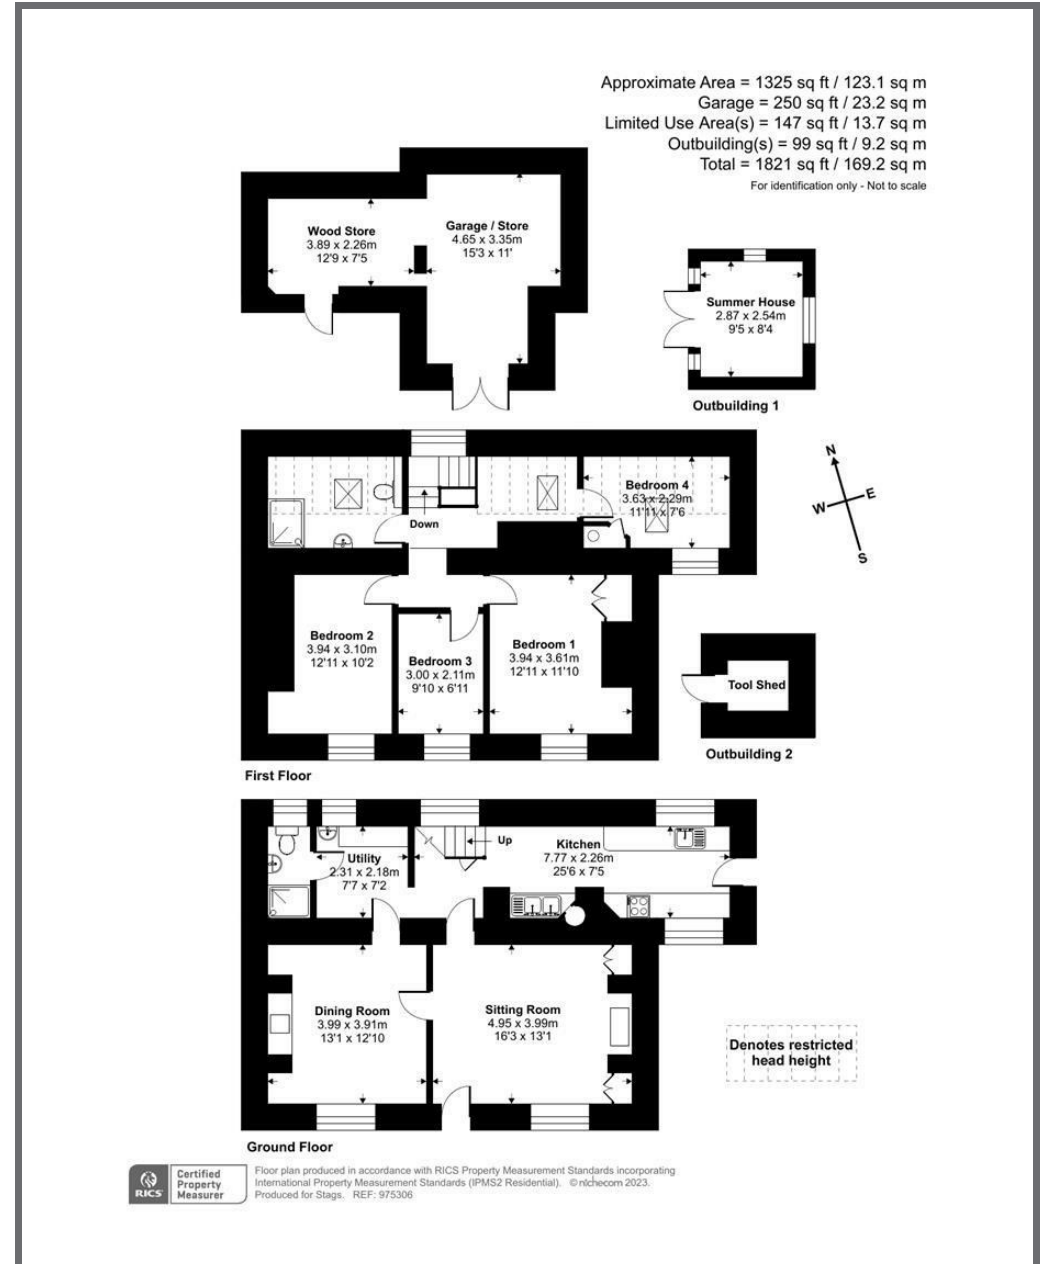 Approximate Area = 1325 sq ft / 123.1 sq m
Garage = 250 sq ft / 23.2 sq m
Limited Use Area(s) = 147 sq ft / 13.7 sq m
Outbuilding(s) = 99 sq ft / 9.2 sq m
Total = 1821 sq ft / 169.2 sq m
For identification only - Not to scale
Wood Store
3.89 x 2.26m
12'9 x 7'5
Garage / Store
4.65 x 3.35m
15'3 x 11'
Summer House
2.87 x 2.54m
9'5 x 8'4
Outbuilding 1
Down
Bedroom 4
3.63 x 2.29m
11'11 x 7'6
N
W
E
S
Bedroom 2
3.94 x 3.10m
12'11 x 10'2
Bedroom 3
3.00 x 2.11m
9'10 x 6'11
Bedroom 1
3.94 x 3.61m
12'11 x 11'10
Tool Shed
Outbuilding 2
First Floor
Utility
2.31 x 2.18m
7'7 x 7'2
Up
Kitchen
7.77 x 2.26m
25'6 x 7'5
Dining Room
3.99 x 3.91m
13'1 x 12'10
Sitting Room
4.95 x 3.99m
16'3 x 13'1
Denotes restricted
head height
Ground Floor
RICS
Certified
Property
Measurer
Floor plan produced in accordance with RICS Property Measurement Standards incorporating
International Property Measurement Standards (IPMS2 Residential). © nichecom 2023.
Produced for Stags. REF: 975306